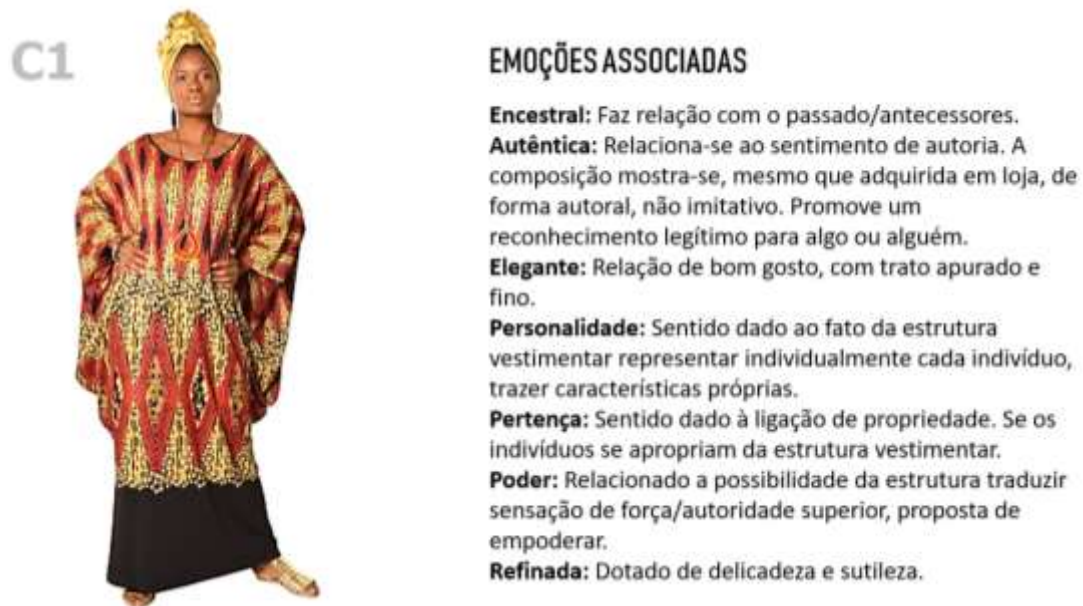 C1
EMOÇÕES ASSOCIADAS
Encestral: Faz relação com o passado/antecessores.
Autêntica: Relaciona-se ao sentimento de autoria. A
composição mostra-se, mesmo que adquirida em loja, de
forma autoral, não imitativo. Promove um
reconhecimento legítimo para algo ou alguém.
Elegante: Relação de bom gosto, com trato apurado e
fino.
Personalidade: Sentido dado ao fato da estrutura
vestimentar representar individualmente cada indivíduo,
trazer características próprias.
Pertença: Sentido dado à ligação de propriedade. Se os
indivíduos se apropriam da estrutura vestimentar.
Poder: Relacionado a possibilidade da estrutura traduzir
sensação de força/autoridade superior, proposta de
empoderar.
Refinada: Dotado de delicadeza e sutileza.